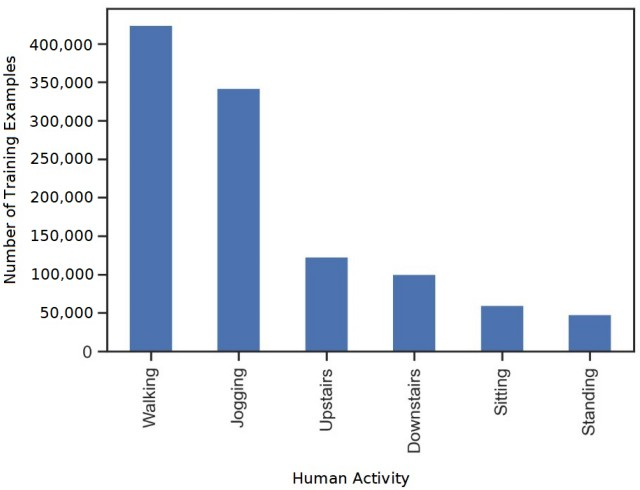 Number of Training Examples
400,000
350,000
300,000
250,000
200,000
150,000
100,000
50,000
0
Walking
Jogging
Upstairs
Downstairs
Sitting
Standing
Human Activity